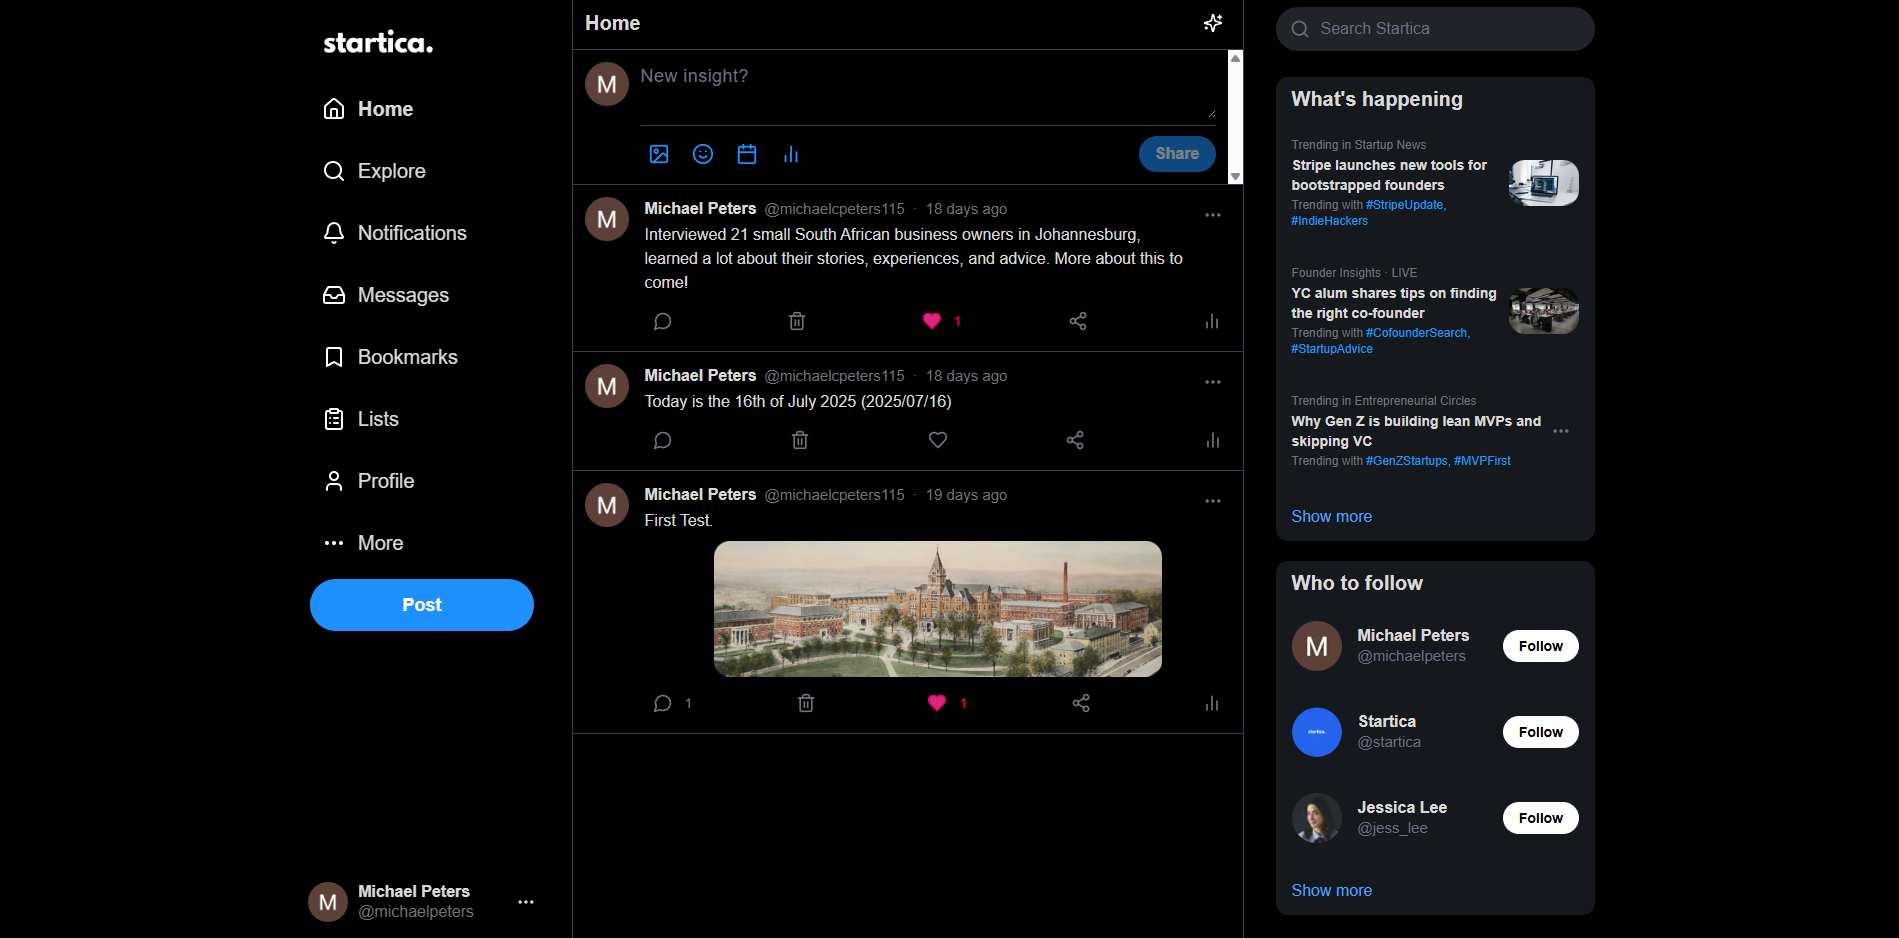 startica.
Home
Explore
Notifications
Messages
Bookmarks
Lists
Profile
More
Post
M
Michael Peters
@michaelpeters
Home
M
New insight?
Share
M
Michael Peters @michaelcpeters115 · 18 days ago
Interviewed 21 small South African business owners in Johannesburg,
learned a lot about their stories, experiences, and advice. More about this to
come!
1
M
Michael Peters @michaelcpeters115 · 18 days ago
Today is the 16th of July 2025 (2025/07/16)
M
Michael Peters @michaelcpeters115 · 19 days ago
First Test.
1
1
Search Startica
What's happening
Trending in Startup News
Stripe launches new tools for
bootstrapped founders
Trending with #StripeUpdate,
#IndieHackers
Founder Insights · LIVE
YC alum shares tips on finding
the right co-founder
Trending with #CofounderSearch,
#StartupAdvice
Trending in Entrepreneurial Circles
Why Gen Z is building lean MVPs and
skipping VC
Trending with #GenZStartups, #MVPFirst
Show more
Who to follow
M
Michael Peters
@michaelpeters
Follow
startica.
Startica
@startica
Follow
Jessica Lee
@jess_lee
Follow
Show more